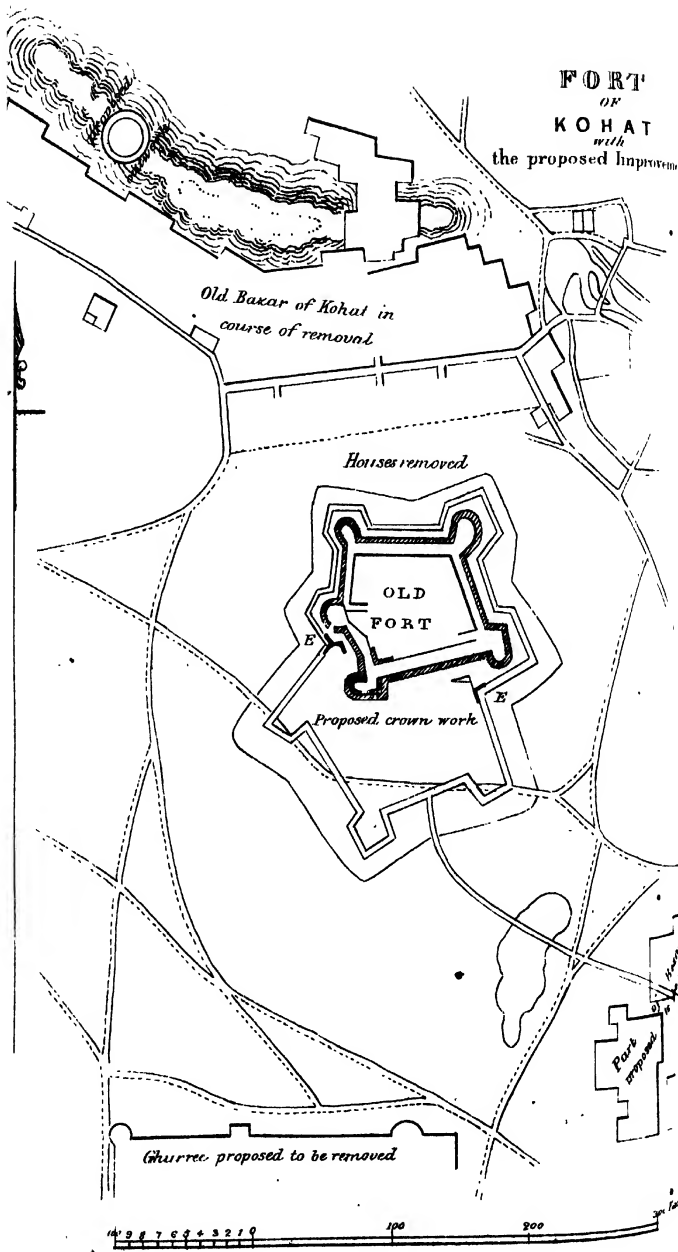 FORT
OF
KOHAT
with
the proposed Improveme
Old Bazar of Kohat in
course of removal
Houses removed
OLD
FORT
E
E
Proposed crown work
Part
proposed
Ghurree proposed to be removed
9 8 7 6 5 4 3 2 1 0 100 200